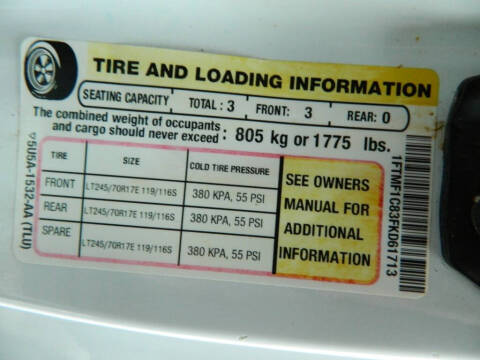 TIRE AND LOADING INFORMATION
SEATING CAPACITY TOTAL: 3 FRONT: 3 REAR: 0
The combined weight of occupants
and cargo should never exceed: 805 kg or 1775 lbs.
TIRE SIZE COLD TIRE PRESSURE
FRONT LT245/70R17E 119/116S 380 KPA, 55 PSI
REAR LT245/70R17E 119/116S 380 KPA, 55 PSI
SPARE LT245/70R17E 119/116S 380 KPA, 55 PSI
SEE OWNERS
MANUAL FOR
ADDITIONAL
INFORMATION
1FTNF1C83FKD61713
505A-1532-AA (TLU)